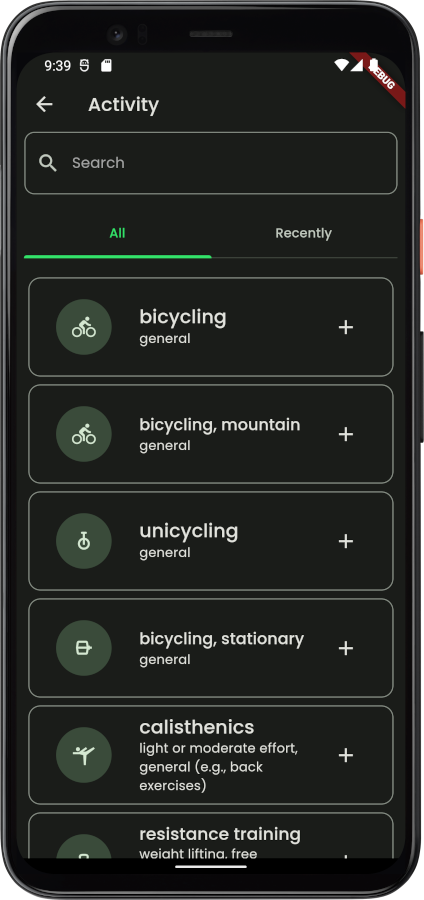 9:39
DEBUG
Activity
Search
All
Recently
bicycling
general
+
bicycling, mountain
general
+
unicycling
general
+
bicycling, stationary
general
+
calisthenics
light or moderate effort,
general (e.g., back
exercises)
+
resistance training
weight lifting, free